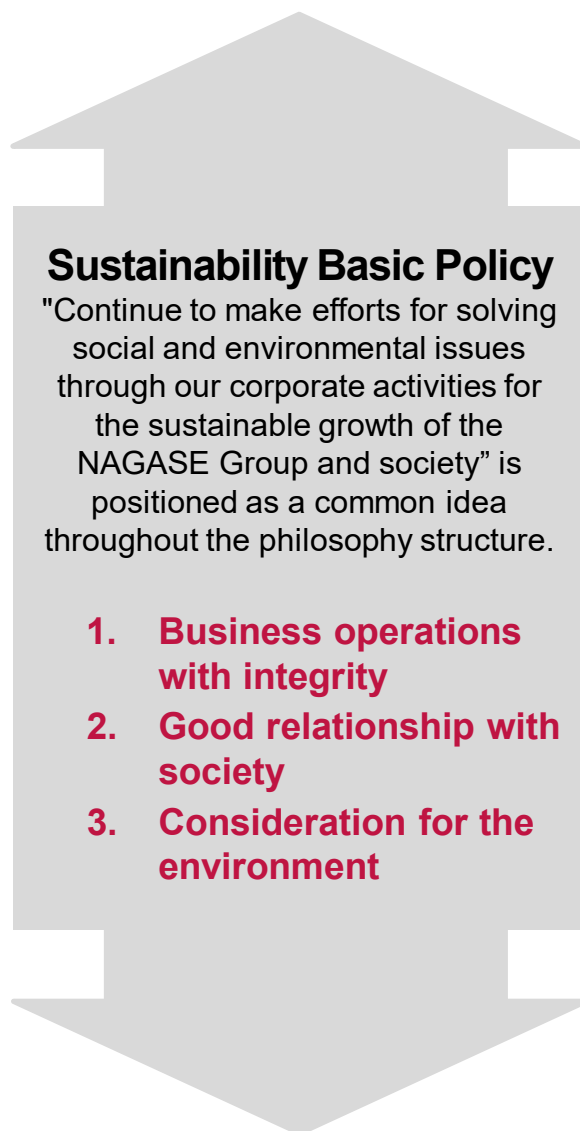 Sustainability Basic Policy
"Continue to make efforts for solving
social and environmental issues
through our corporate activities for
the sustainable growth of the
NAGASE Group and society” is
positioned as a common idea
throughout the philosophy structure.
1. Business operations
with integrity
2. Good relationship with
society
3. Consideration for the
environment